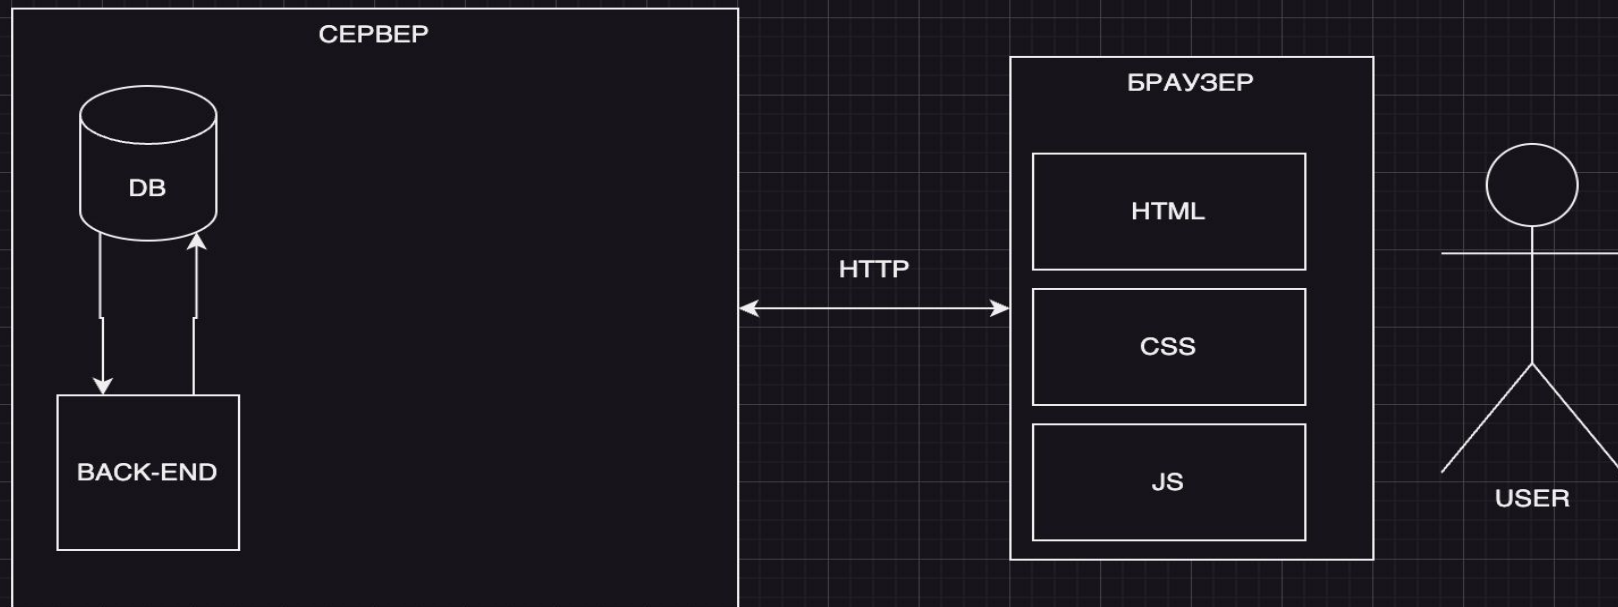 СЕРВЕР
DB
BACK-END
HTTP
БРАУЗЕР
HTML
CSS
JS
USER